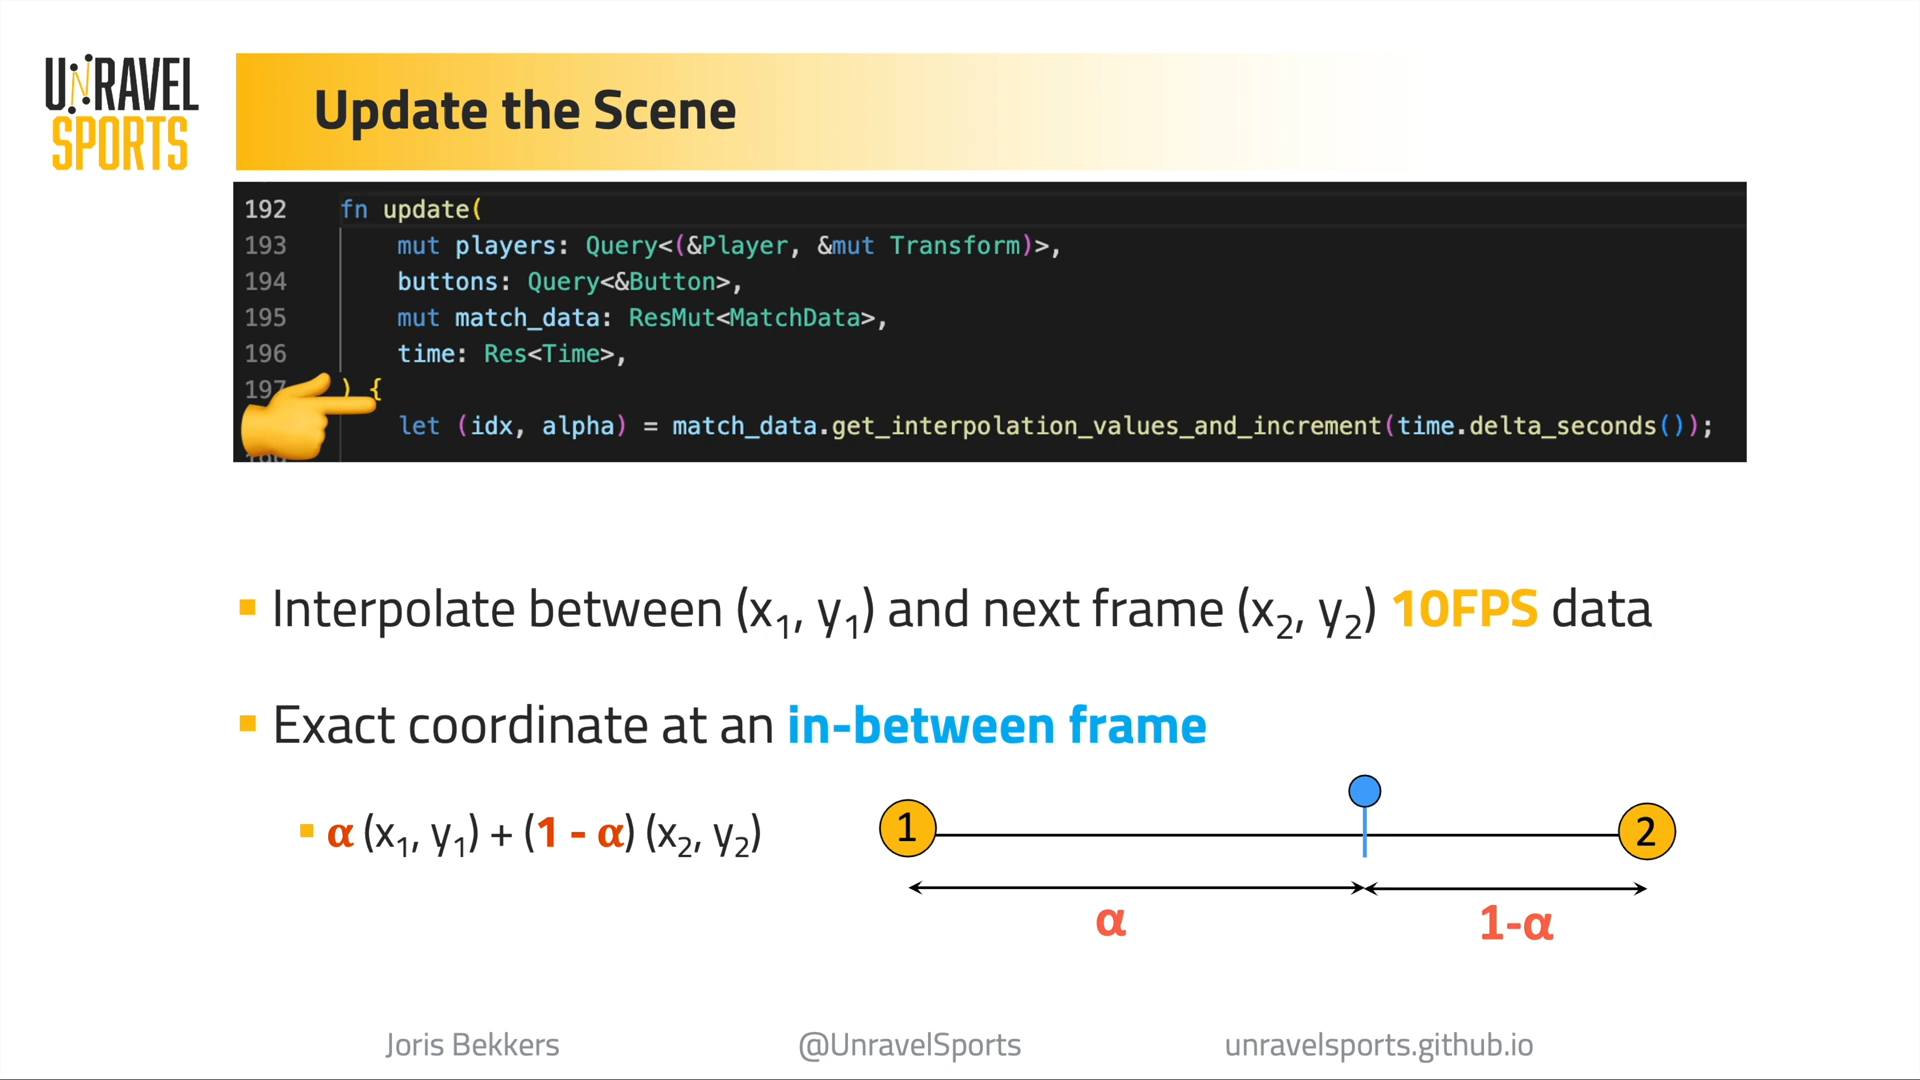 UNRAVEL
SPORTS
Update the Scene
192 fn update(
193 mut players: Query<(&Player, &mut Transform)>,
194 buttons: Query<&Button>,
195 mut match_data: ResMut<MatchData>,
196 time: Res<Time>,
197 ) {
let (idx, alpha) = match_data.get_interpolation_values_and_increment(time.delta_seconds());
▪ Interpolate between (x₁, y₁) and next frame (x₂, y₂) 10FPS data
▪ Exact coordinate at an in-between frame
▪ α (x₁, y₁) + (1 - α) (x₂, y₂)
1
2
α
1-α
Joris Bekkers
@UnravelSports
unravelsports.github.io